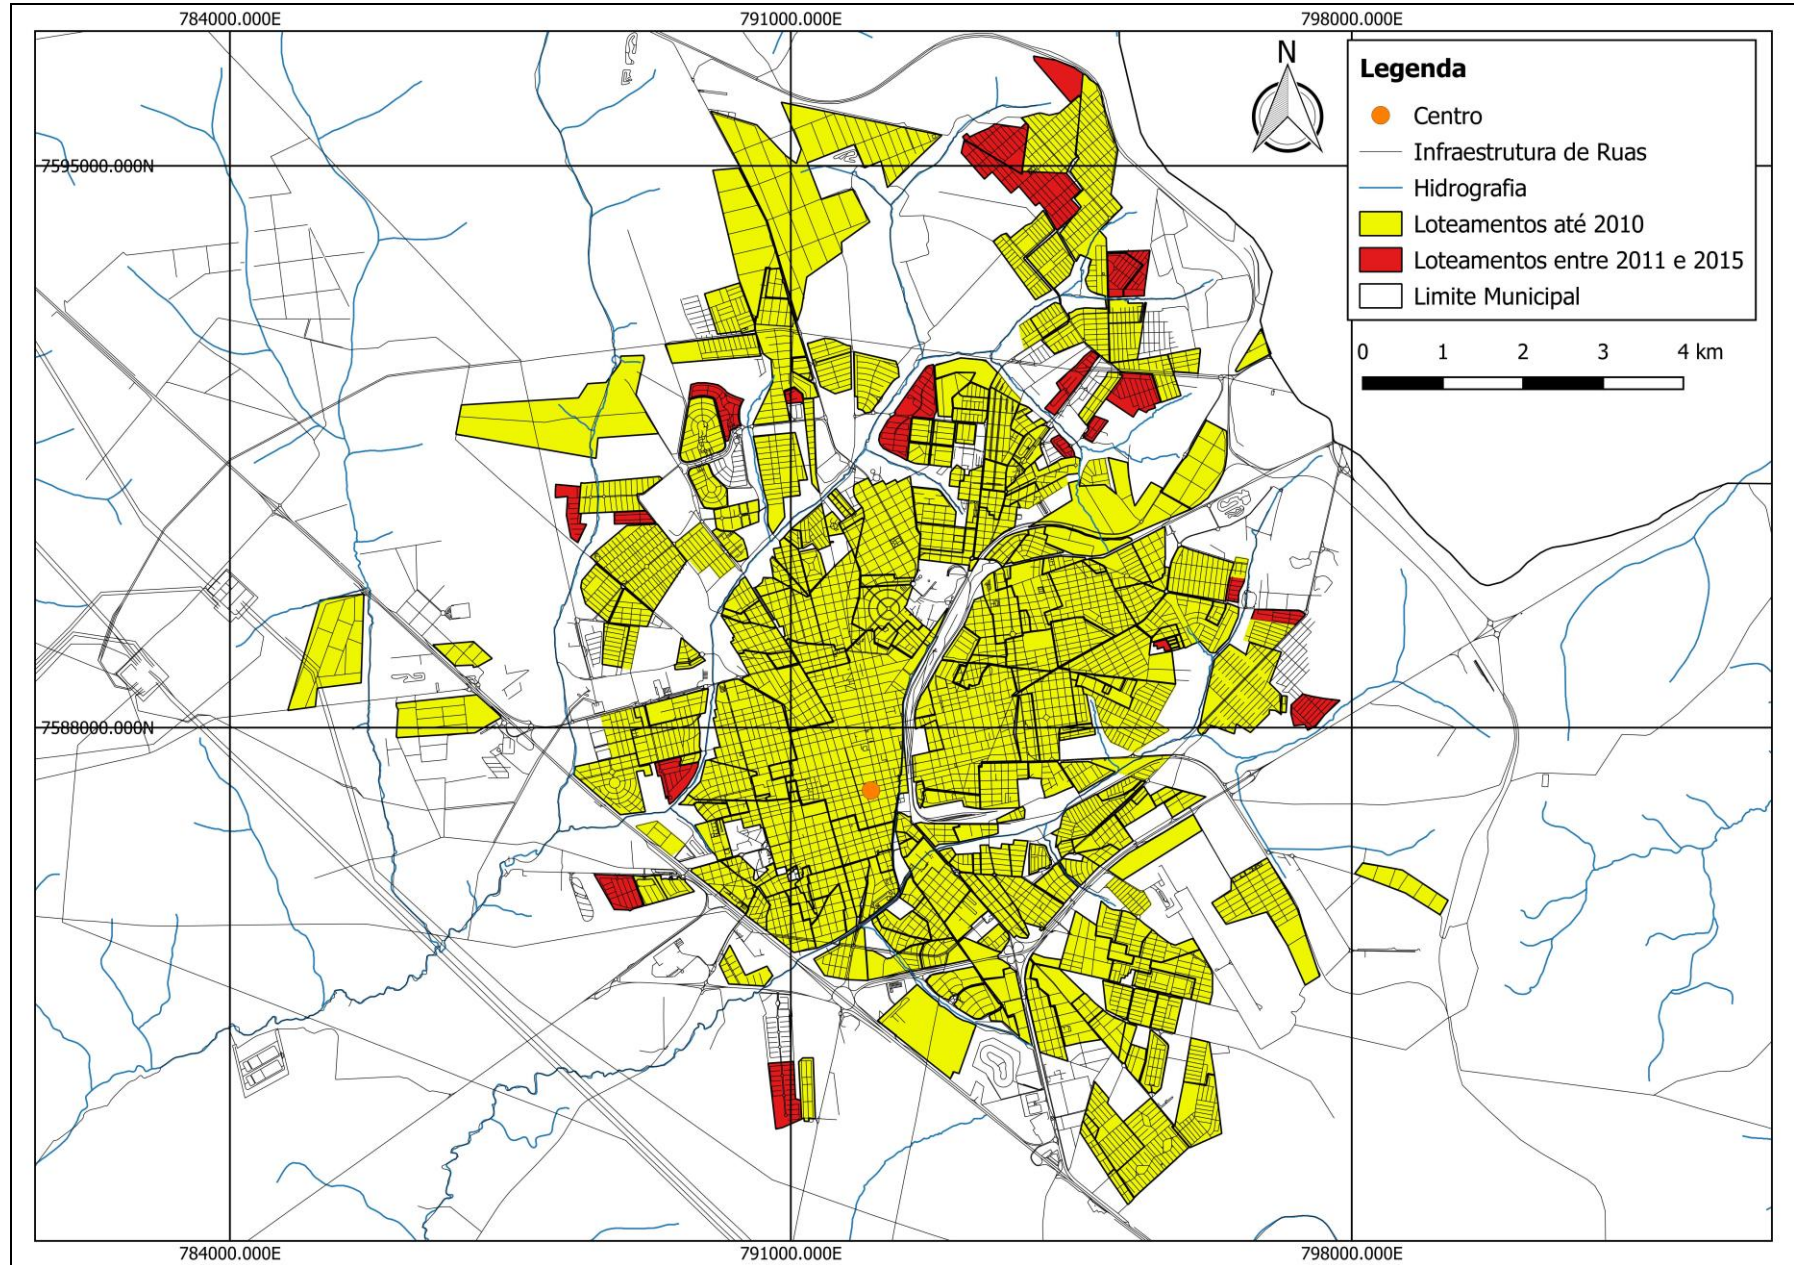 784000.000E 791000.000E 798000.000E
N
Legenda
Centro
Infraestrutura de Ruas
Hidrografia
Loteamentos até 2010
Loteamentos entre 2011 e 2015
Limite Municipal
7595000.000N
0 1 2 3 4 km
7588000.000N
784000.000E 791000.000E 798000.000E